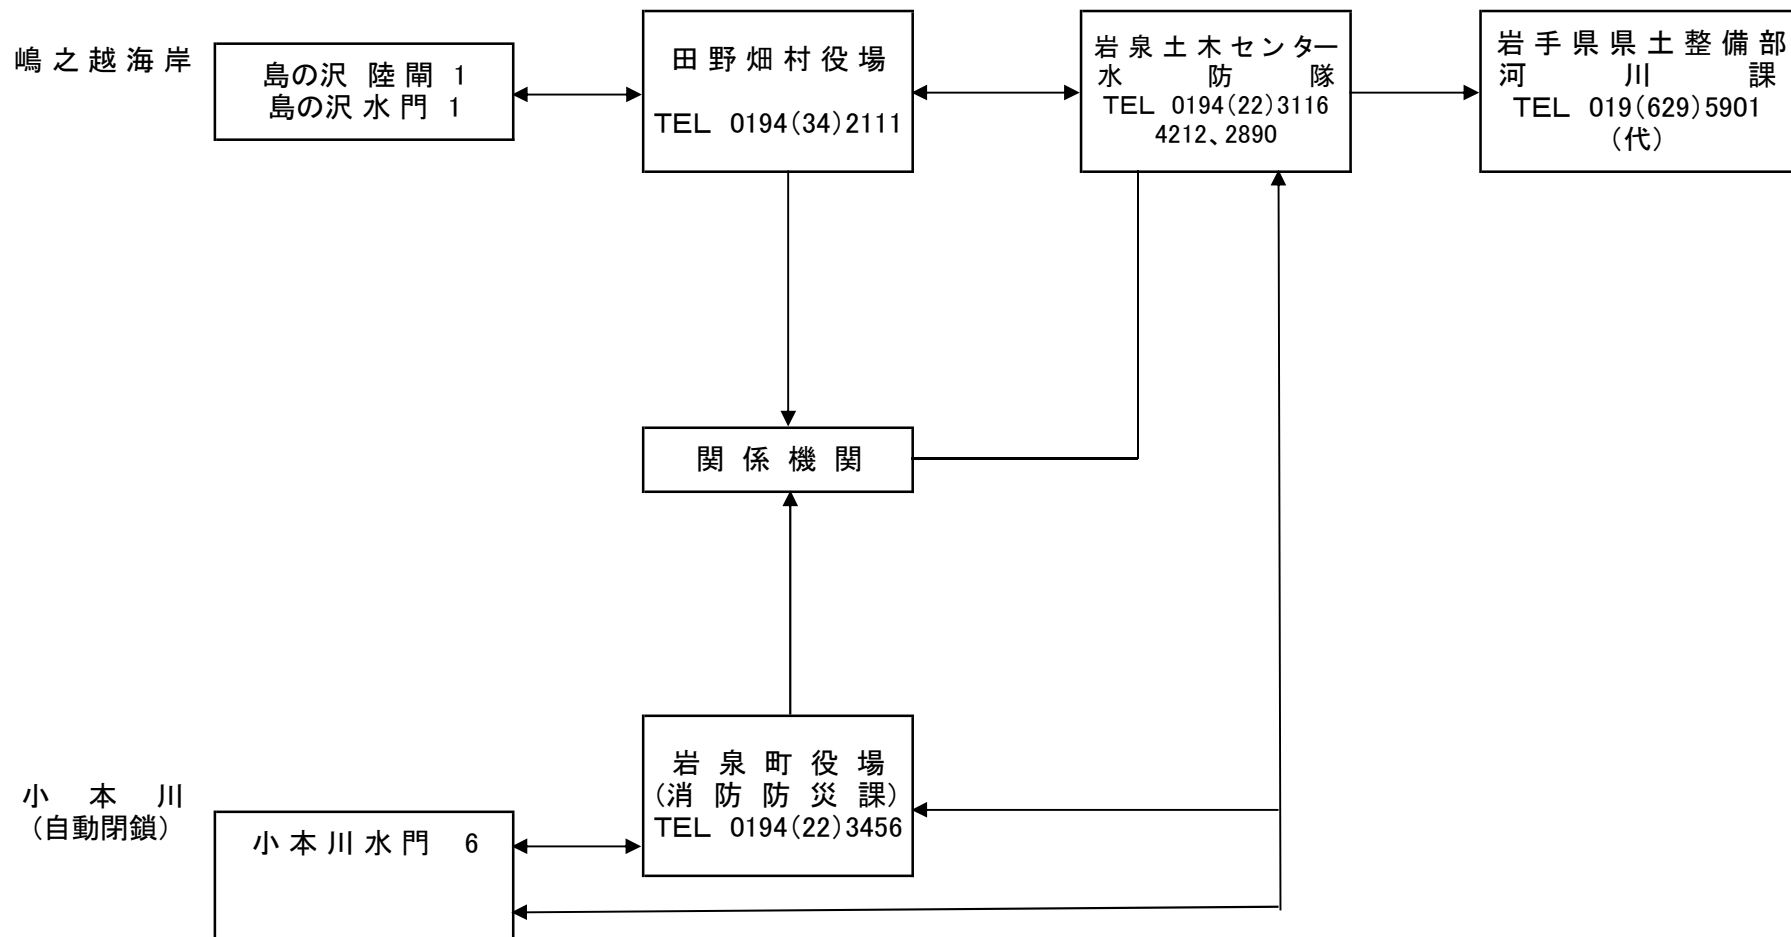 嶋之越海岸
島の沢 陸閘 1
島の沢水門 1
田野畑村役場
TEL 0194(34)2111
岩泉土木センター
水防隊
TEL 0194(22)3116
4212、2890
岩手県県土整備部
河川課
TEL 019(629)5901
(代)
関係機関
岩泉町役場
(消防防災課)
TEL 0194(22)3456
小本川
(自動閉鎖)
小本川水門 6